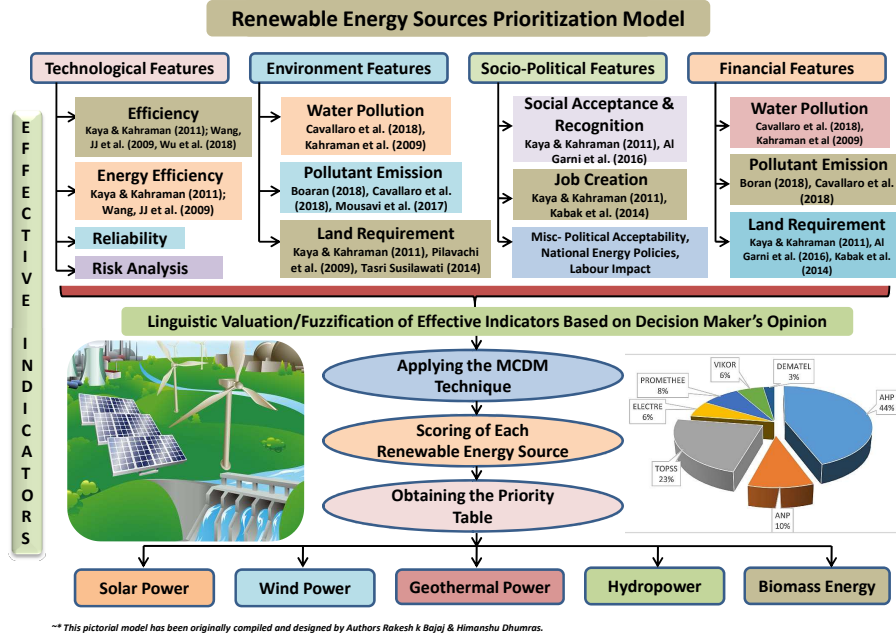 Renewable Energy Sources Prioritization Model
Technological Features
Environment Features
Socio-Political Features
Financial Features
EFFECTIVE INDICATORS
Efficiency
Kaya & Kahraman (2011); Wang,
JJ et al. (2009, Wu et al. (2018)
Energy Efficiency
Kaya & Kahraman (2011);
Wang, JJ et al. (2009)
Reliability
Risk Analysis
Water Pollution
Cavallaro et al. (2018),
Kahraman et al. (2009)
Pollutant Emission
Boaran (2018), Cavallaro et al.
(2018), Mousavi et al. (2017)
Land Requirement
Kaya & Kahraman (2011), Pilavachi
et al. (2009), Tasri Susilawati (2014)
Social Acceptance &
Recognition
Kaya & Kahraman (2011), Al
Garni et al. (2016)
Job Creation
Kaya & Kahraman (2011),
Kabak et al. (2014)
Misc- Political Acceptability,
National Energy Policies,
Labour Impact
Water Pollution
Cavallaro et al. (2018),
Kahraman et al (2009)
Pollutant Emission
Boran (2018), Cavallaro et al.
(2018)
Land Requirement
Kaya & Kahraman (2011), Al
Garni et al. (2016), Kabak et al.
(2014)
Linguistic Valuation/Fuzzification of Effective Indicators Based on Decision Maker's Opinion
Applying the MCDM
Technique
Scoring of Each
Renewable Energy Source
Obtaining the Priority
Table
VIKOR
6%
DEMATEL
3%
PROMETHEE
8%
AHP
44%
ELECTRE
6%
TOPSS
23%
ANP
10%
Solar Power
Wind Power
Geothermal Power
Hydropower
Biomass Energy
~* This pictorial model has been originally compiled and designed by Authors Rakesh k Bajaj & Himanshu Dhumras.